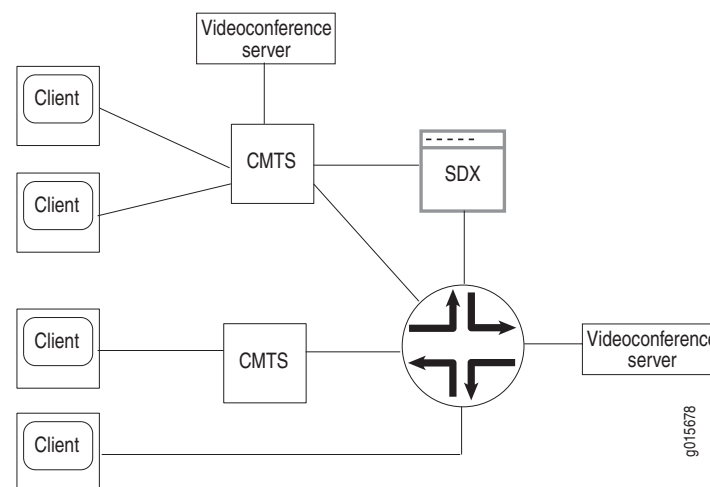 Videoconference
server
Client
CMTS
SDX
Client
Client
CMTS
Videoconference
server
Client
g015678